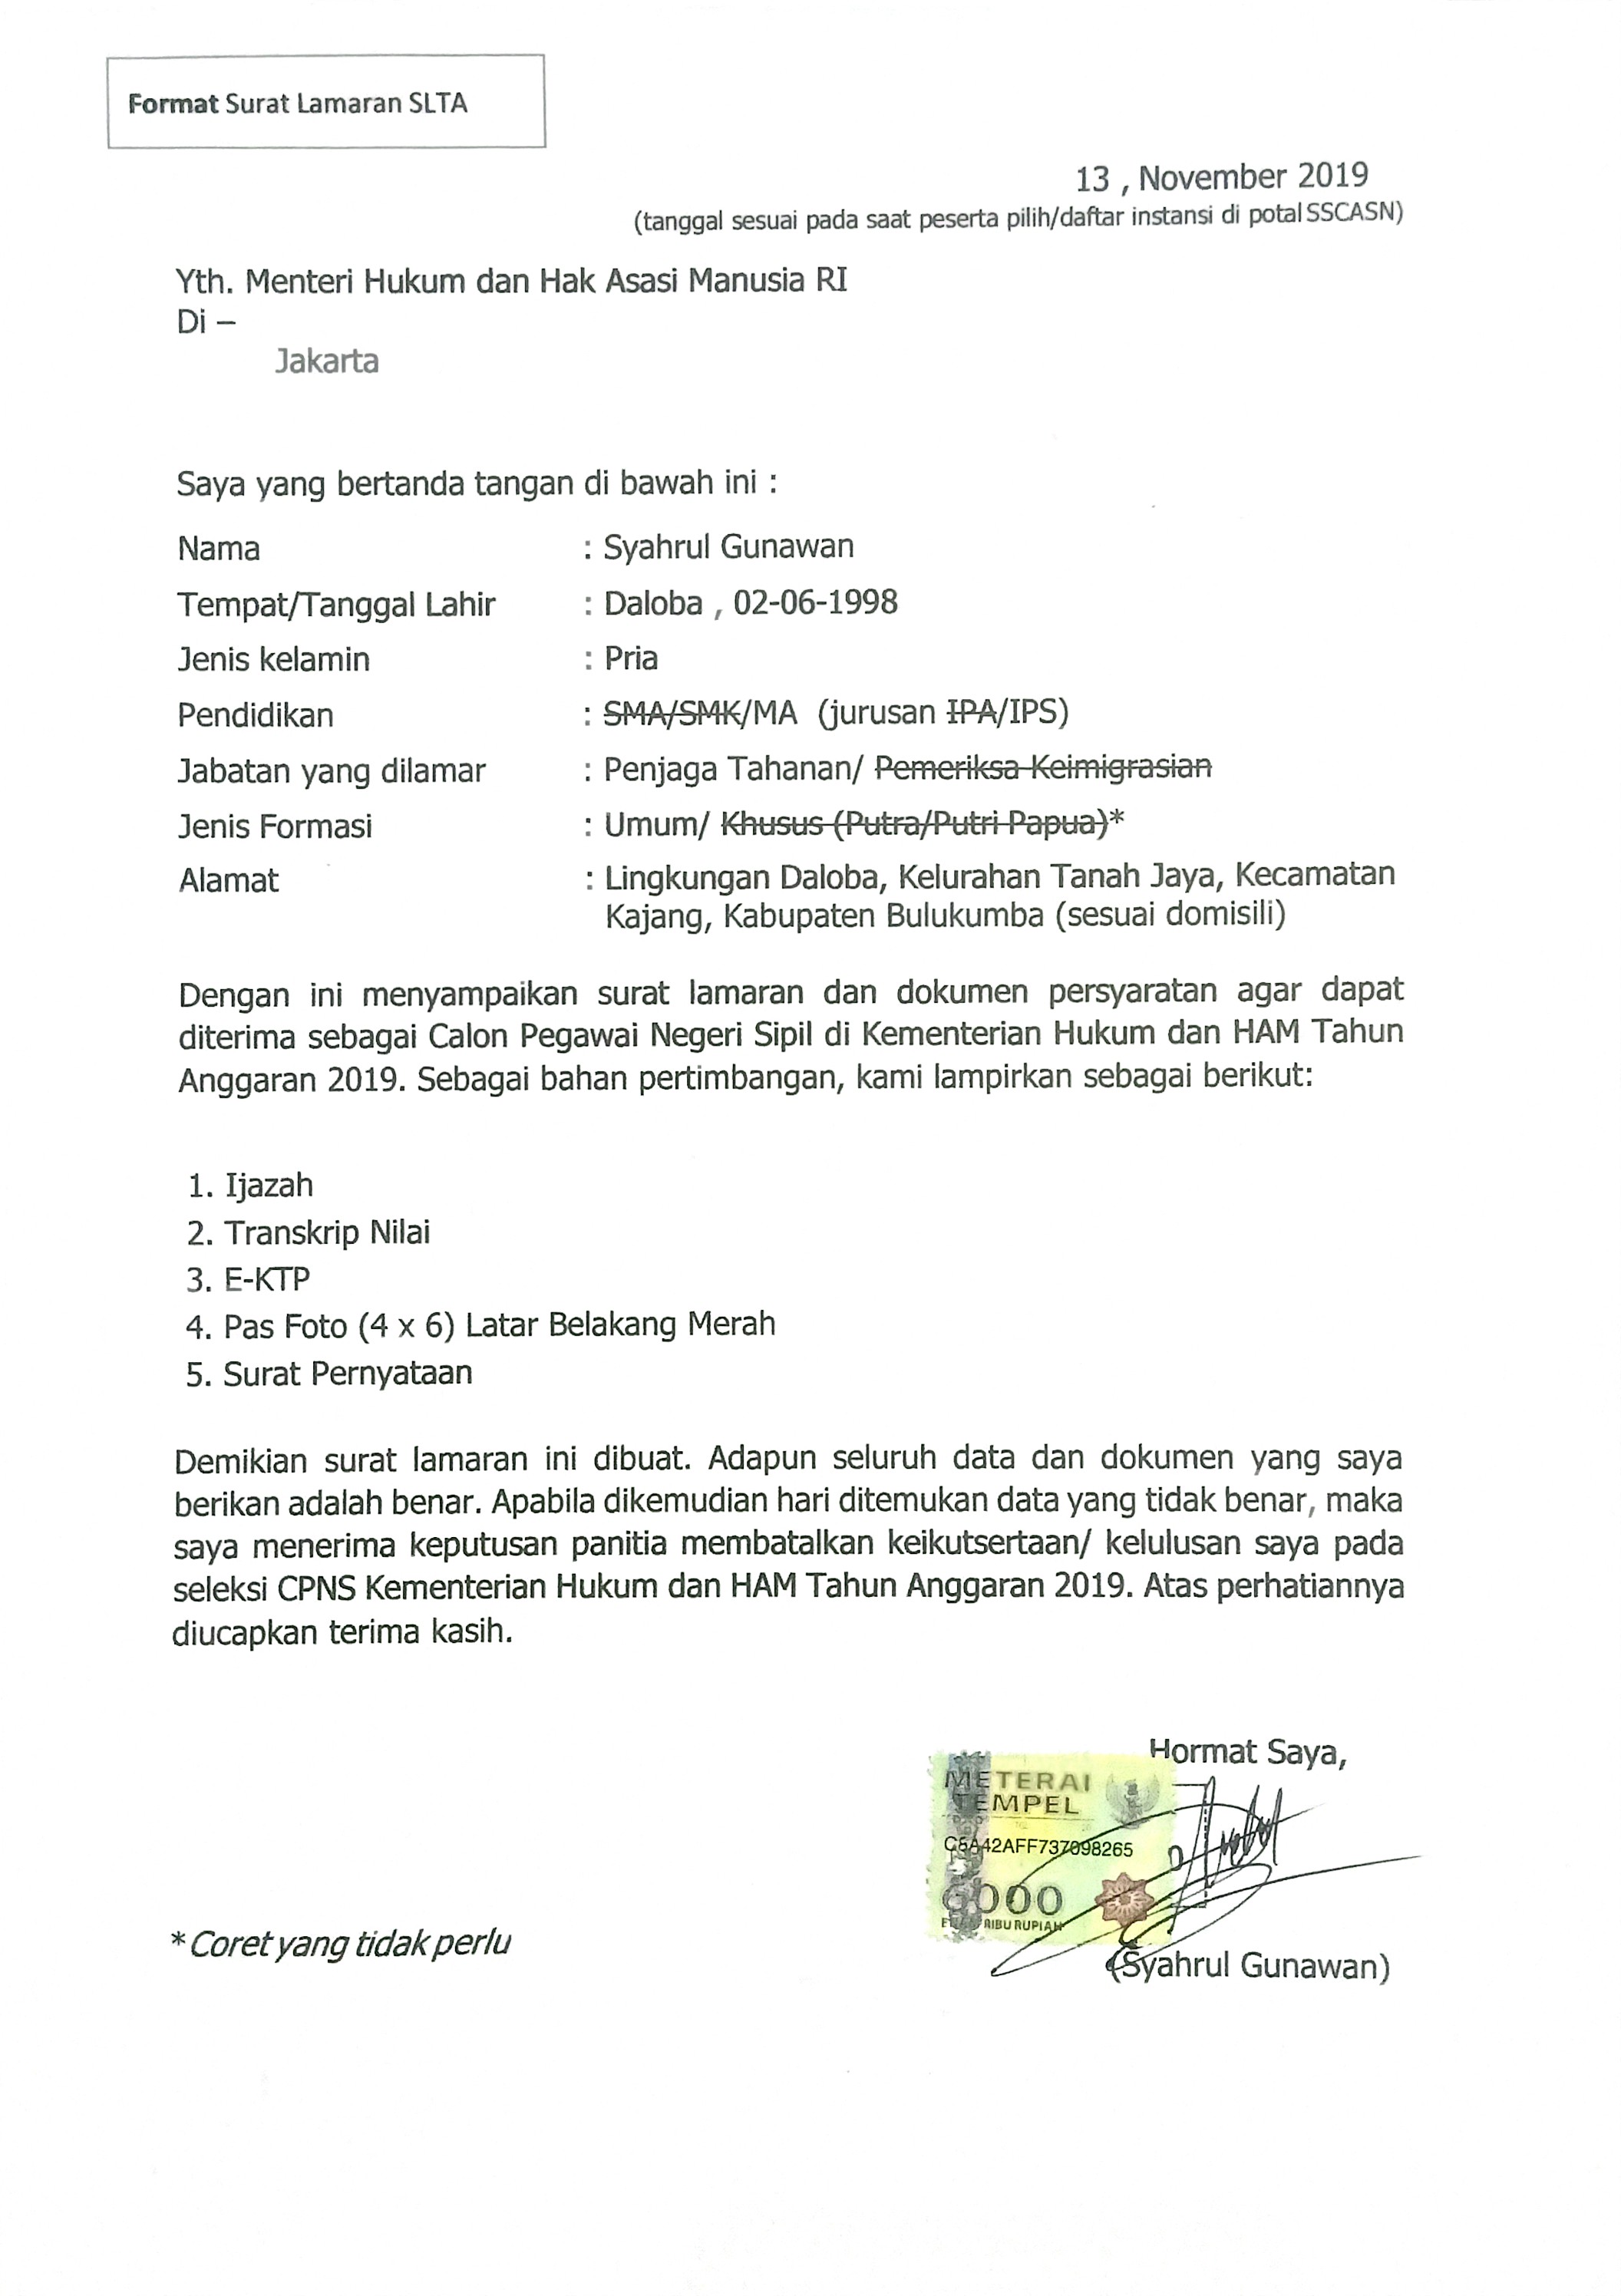 Format Surat Lamaran SLTA
13 , November 2019
(tanggal sesuai pada saat peserta pilih/daftar instansi di potal SSCASN)
Yth. Menteri Hukum dan Hak Asasi Manusia RI
Di –
Jakarta
Saya yang bertanda tangan di bawah ini :
Nama : Syahrul Gunawan
Tempat/Tanggal Lahir : Daloba , 02-06-1998
Jenis kelamin : Pria
Pendidikan : SMA/SMK/MA (jurusan IPA/IPS)
Jabatan yang dilamar : Penjaga Tahanan/ Pemeriksa Keimigrasian
Jenis Formasi : Umum/ Khusus (Putra/Putri Papua)*
Alamat : Lingkungan Daloba, Kelurahan Tanah Jaya, Kecamatan
Kajang, Kabupaten Bulukumba (sesuai domisili)
Dengan ini menyampaikan surat lamaran dan dokumen persyaratan agar dapat
diterima sebagai Calon Pegawai Negeri Sipil di Kementerian Hukum dan HAM Tahun
Anggaran 2019. Sebagai bahan pertimbangan, kami lampirkan sebagai berikut:
1. Ijazah
2. Transkrip Nilai
3. E-KTP
4. Pas Foto (4 x 6) Latar Belakang Merah
5. Surat Pernyataan
Demikian surat lamaran ini dibuat. Adapun seluruh data dan dokumen yang saya
berikan adalah benar. Apabila dikemudian hari ditemukan data yang tidak benar, maka
saya menerima keputusan panitia membatalkan keikutsertaan/ kelulusan saya pada
seleksi CPNS Kementerian Hukum dan HAM Tahun Anggaran 2019. Atas perhatiannya
diucapkan terima kasih.
Hormat Saya,
METERAI
TEMPEL
C6A42AFF737098265
6000
ENAM RIBU RUPIAH
* Coret yang tidak perlu
(Syahrul Gunawan)